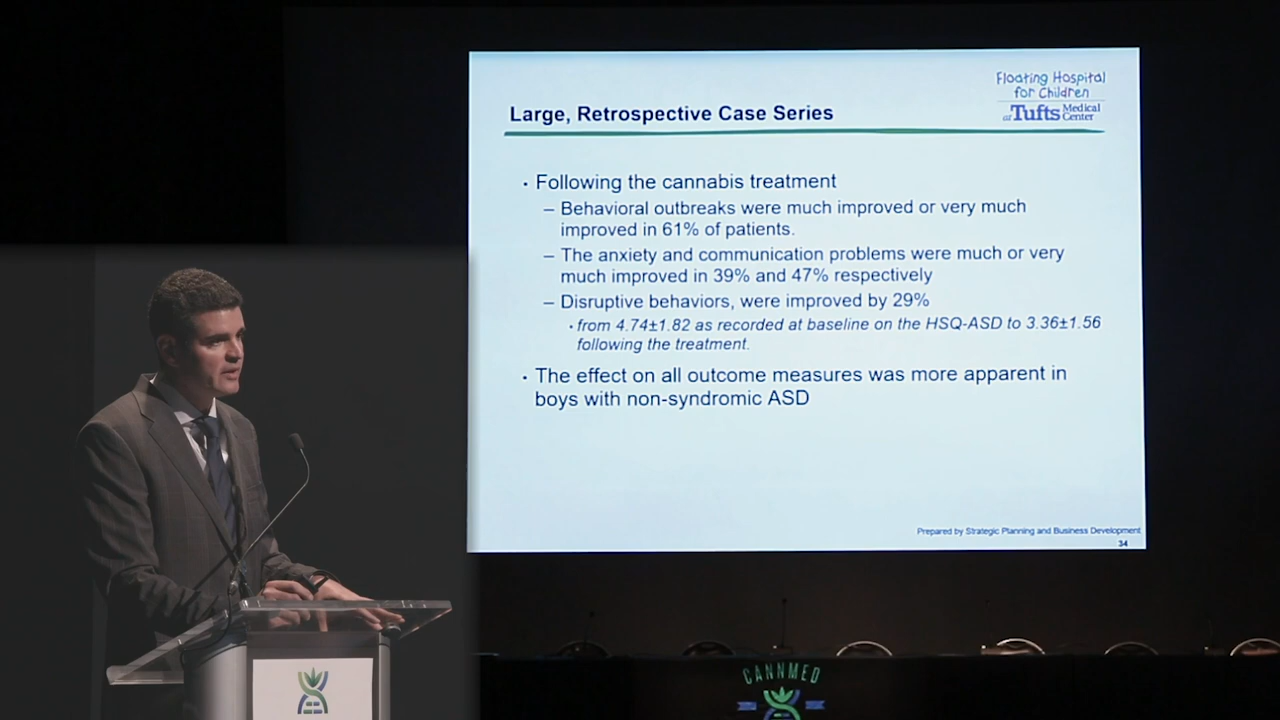 Floating Hospital
for Children
at Tufts Medical
Center
Large, Retrospective Case Series
• Following the cannabis treatment
– Behavioral outbreaks were much improved or very much
improved in 61% of patients.
– The anxiety and communication problems were much or very
much improved in 39% and 47% respectively
– Disruptive behaviors, were improved by 29%
• from 4.74±1.82 as recorded at baseline on the HSQ-ASD to 3.36±1.56
following the treatment.
• The effect on all outcome measures was more apparent in
boys with non-syndromic ASD
Prepared by Strategic Planning and Business Development
34
CANNMED